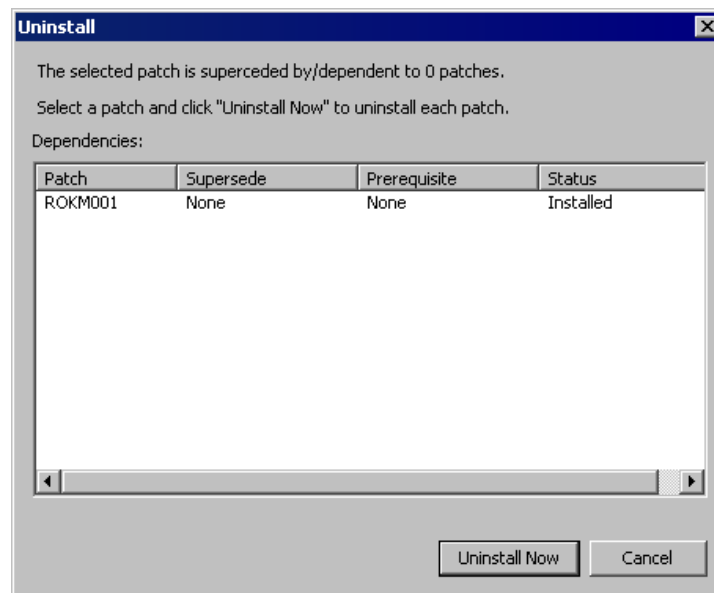 Uninstall
The selected patch is superceded by/dependent to 0 patches.
Select a patch and click "Uninstall Now" to uninstall each patch.
Dependencies:
Patch Supersede Prerequisite Status
ROKM001 None None Installed
Uninstall Now Cancel